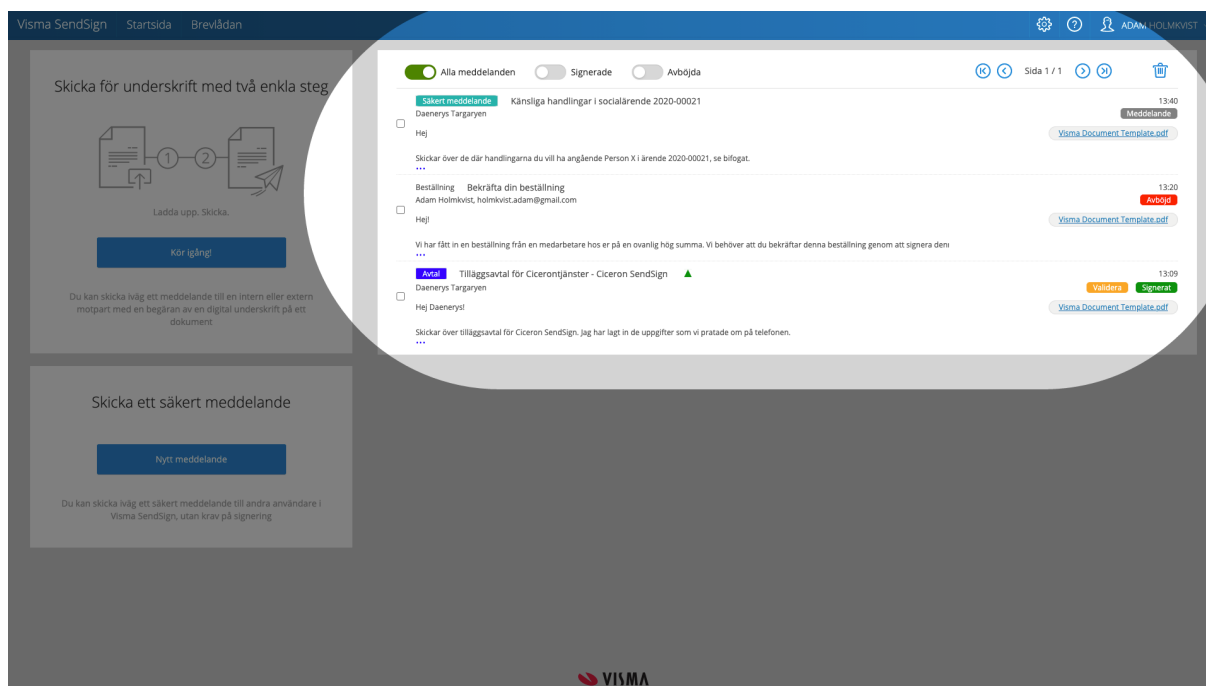 Visma SendSign Startsida Brevlådan ADAM HOLMKVIST
Skicka för underskrift med två enkla steg
1 2
Ladda upp. Skicka.
Kör igång!
Du kan skicka iväg ett meddelande till en intern eller extern
motpart med en begäran av en digital underskrift på ett
dokument
Skicka ett säkert meddelande
Nytt meddelande
Du kan skicka iväg ett säkert meddelande till andra användare i
Visma SendSign, utan krav på signering
Alla meddelanden Signerade Avböjda Sida 1 / 1
Säkert meddelande Känsliga handlingar i socialärende 2020-00021 13:40
Daenerys Targaryen Meddelande
Hej Visma Document Template.pdf
Skickar över de där handlingarna du vill ha angående Person X i ärende 2020-00021, se bifogat.
...
Beställning Bekräfta din beställning 13:20
Adam Holmkvist, holmkvist.adam@gmail.com Avböjd
Hej! Visma Document Template.pdf
Vi har fått in en beställning från en medarbetare hos er på en ovanlig hög summa. Vi behöver att du bekräftar denna beställning genom att signera den
...
Avtal Tilläggsavtal för Cicerontjänster - Ciceron SendSign 13:09
Daenerys Targaryen Validera Signerat
Hej Daenerys! Visma Document Template.pdf
Skickar över tilläggsavtal för Ciceron SendSign. Jag har lagt in de uppgifter som vi pratade om på telefonen.
...
VISMA